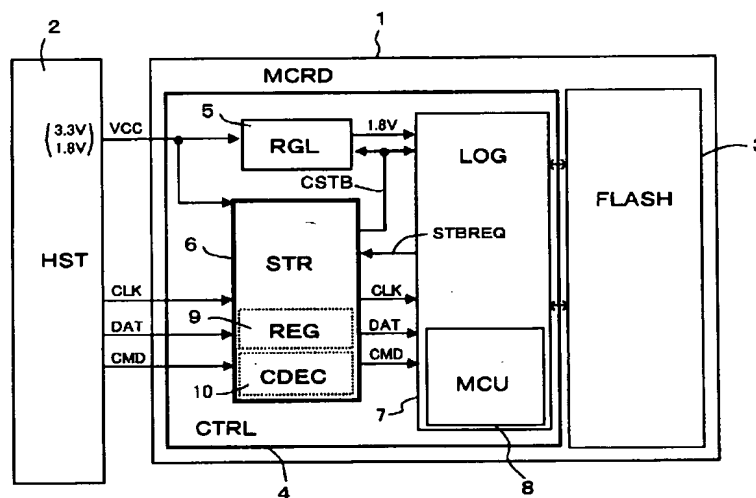 1
2
MCRD
5
3.3V
1.8V
VCC
RGL
1.8V
LOG
3
CSTB
FLASH
6
STR
STBREQ
HST
CLK
CLK
9
REG
DAT
DAT
CDEC
CMD
CMD
MCU
10
7
CTRL
4
8